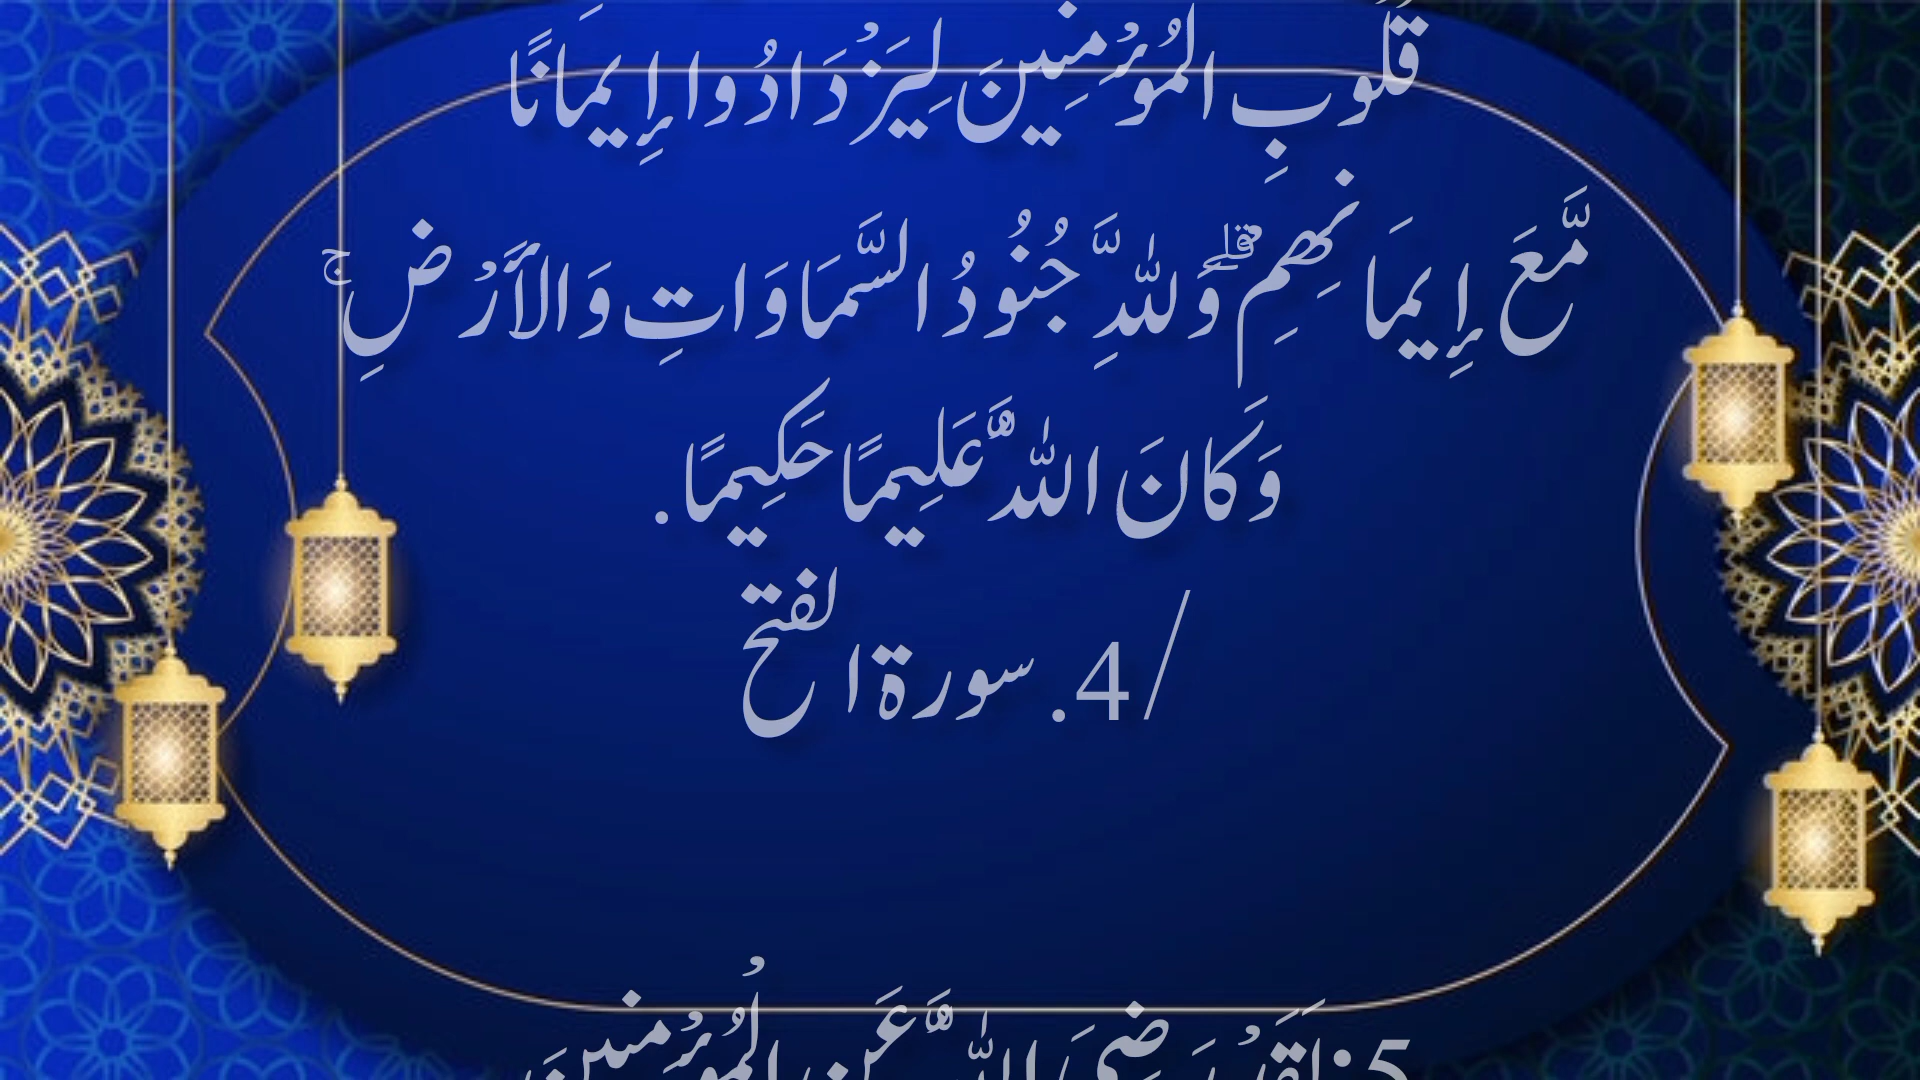 قُلُوبِ الْمُؤْمِنِينَ لِيَزْدَادُوا إِيمَانًا
مَّعَ إِيمَانِهِمْ ۗ وَلِلَّهِ جُنُودُ السَّمَاوَاتِ وَالْأَرْضِ ۚ
وَكَانَ اللَّهُ عَلِيمًا حَكِيمًا.
/4. سورة الفتح
5: لَقَدْ رَضِيَ اللَّهُ عَنِ الْمُؤْمِنِينَ